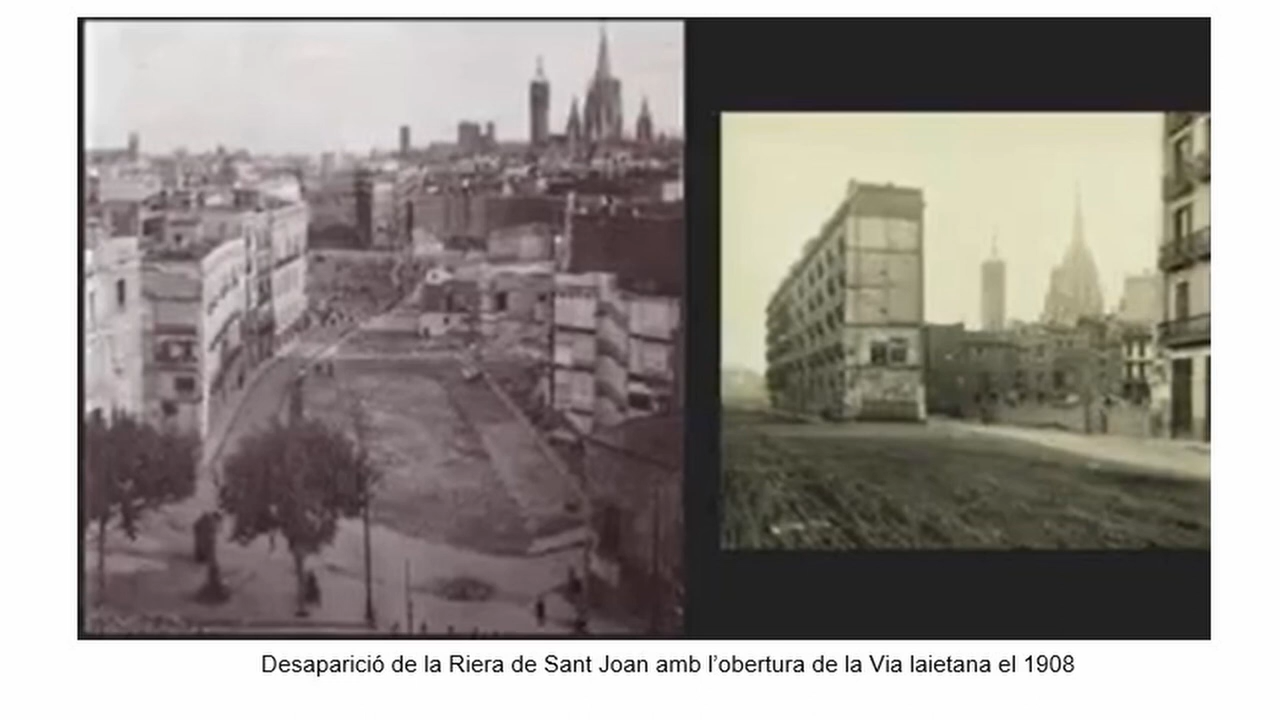 Desaparició de la Riera de Sant Joan amb l’obertura de la Via laietana el 1908